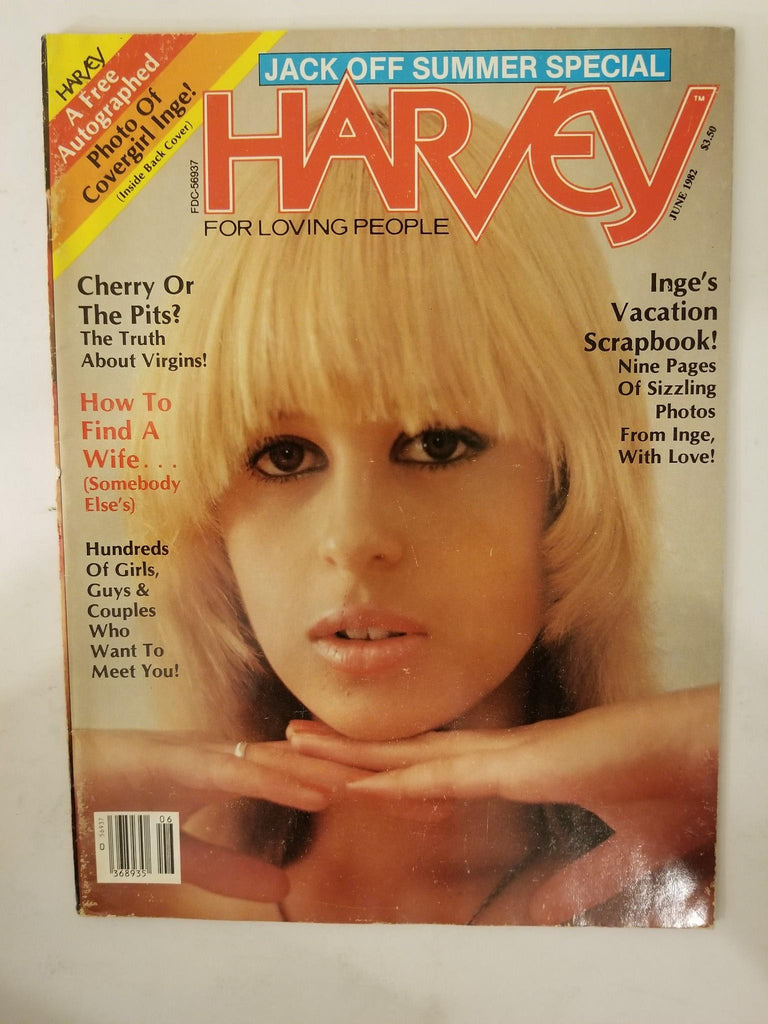 HARVEY
A Free
Autographed
Photo Of
Covergirl Inge!
(Inside Back Cover)
JACK OFF SUMMER SPECIAL
HARVEY™
FOR LOVING PEOPLE
FDC-56937
JUNE 1982
$3.50
Cherry Or
The Pits?
The Truth
About Virgins!
How To
Find A
Wife...
(Somebody
Else's)
Hundreds
Of Girls,
Guys &
Couples
Who
Want To
Meet You!
Inge's
Vacation
Scrapbook!
Nine Pages
Of Sizzling
Photos
From Inge,
With Love!
0 56937
06
368935